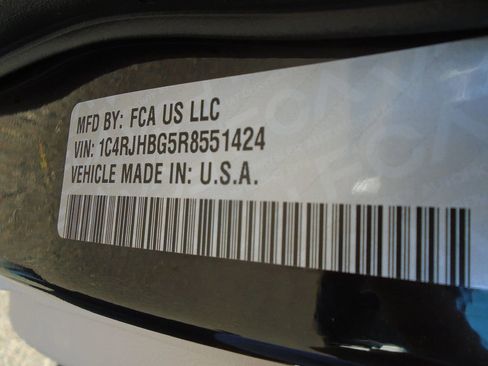 MFD BY: FCA US LLC
VIN: 1C4RJHBG5R8551424
VEHICLE MADE IN: U.S.A.